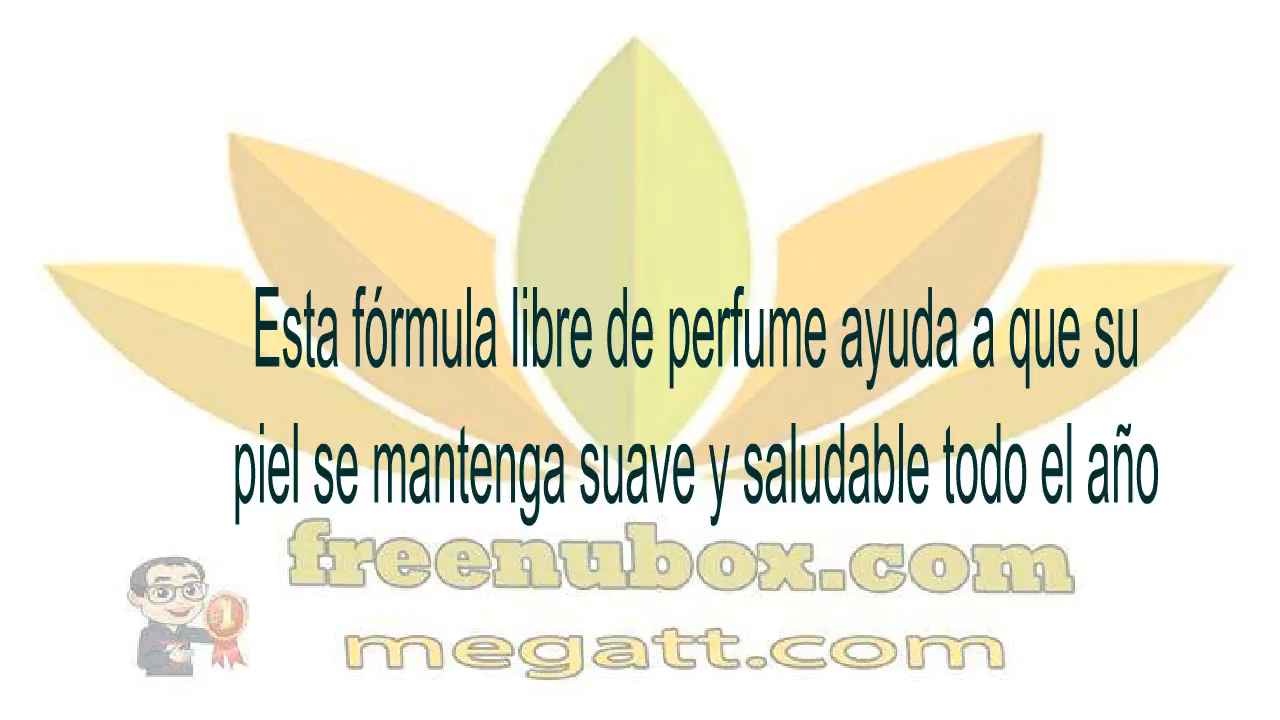 Esta fórmula libre de perfume ayuda a que su
piel se mantenga suave y saludable todo el año
freenubox.com
#1
megatt.com